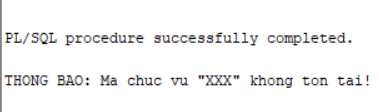 PL/SQL procedure successfully completed.
THONG BAO: Ma chuc vu "XXX" khong ton tai!